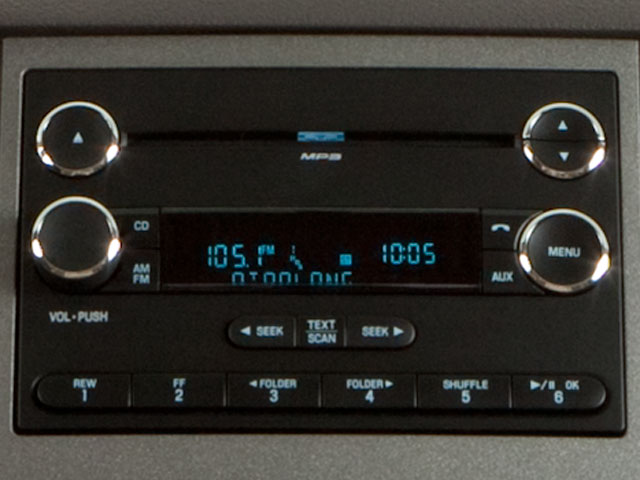 MP3
CD
105.1 FM 10:05
AM
FM
MENU
AUX
VOL•PUSH
◄ SEEK TEXT SCAN SEEK ►
REW 1 FF 2 ◄FOLDER 3 FOLDER► 4 SHUFFLE 5 ►/II OK 6